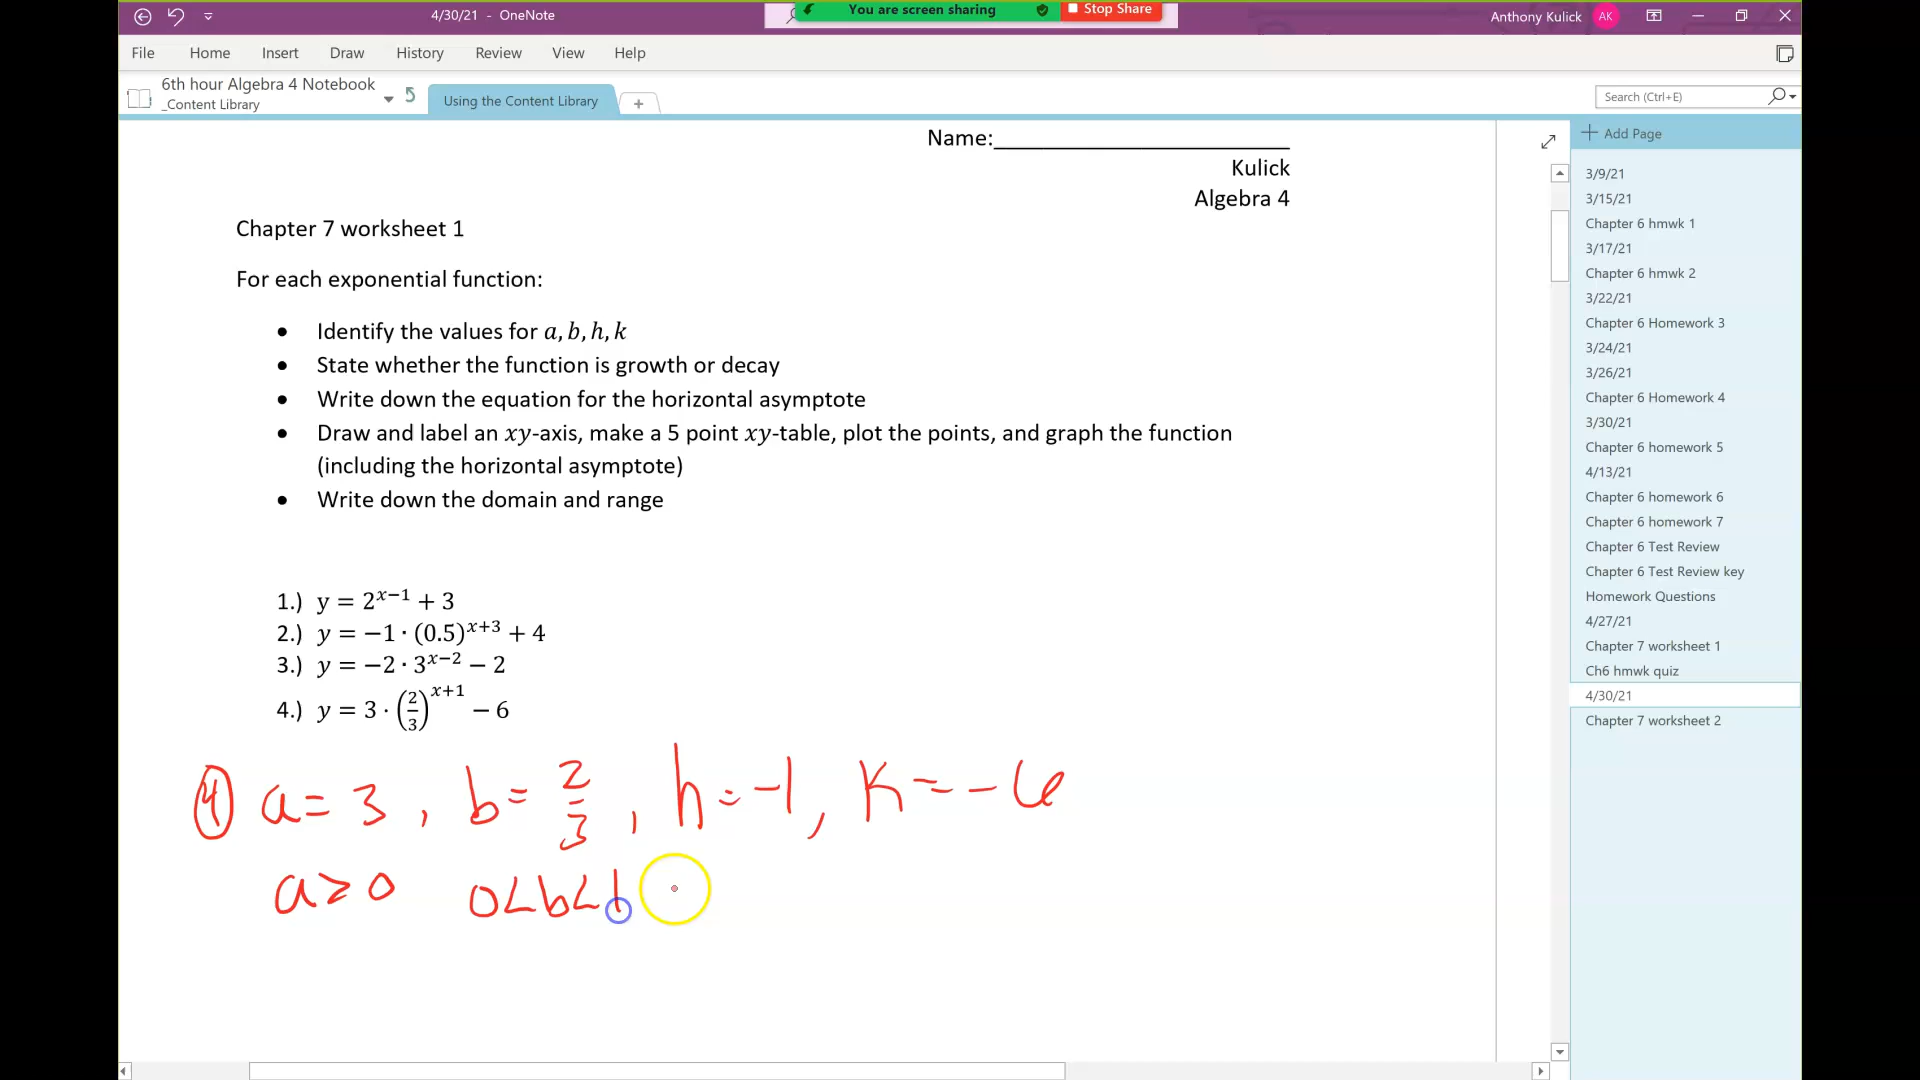 4/30/21 - OneNote
You are screen sharing
Stop Share
Anthony Kulick
AK
File Home Insert Draw History Review View Help
6th hour Algebra 4 Notebook
_Content Library
Using the Content Library
Search (Ctrl+E)
Name:______________________
Kulick
Algebra 4
Chapter 7 worksheet 1
For each exponential function:
• Identify the values for a, b, h, k
• State whether the function is growth or decay
• Write down the equation for the horizontal asymptote
• Draw and label an xy-axis, make a 5 point xy-table, plot the points, and graph the function
(including the horizontal asymptote)
• Write down the domain and range
1.) y = 2^{x−1} + 3
2.) y = −1 · (0.5)^{x+3} + 4
3.) y = −2 · 3^{x−2} − 2
4.) y = 3 · (2/3)^{x+1} − 6
④ a = 3, b = 2/3, h = -1, k = -6
a > 0 0<b<1
Add Page
3/9/21
3/15/21
Chapter 6 hmwk 1
3/17/21
Chapter 6 hmwk 2
3/22/21
Chapter 6 Homework 3
3/24/21
3/26/21
Chapter 6 Homework 4
3/30/21
Chapter 6 homework 5
4/13/21
Chapter 6 homework 6
Chapter 6 homework 7
Chapter 6 Test Review
Chapter 6 Test Review key
Homework Questions
4/27/21
Chapter 7 worksheet 1
Ch6 hmwk quiz
4/30/21
Chapter 7 worksheet 2